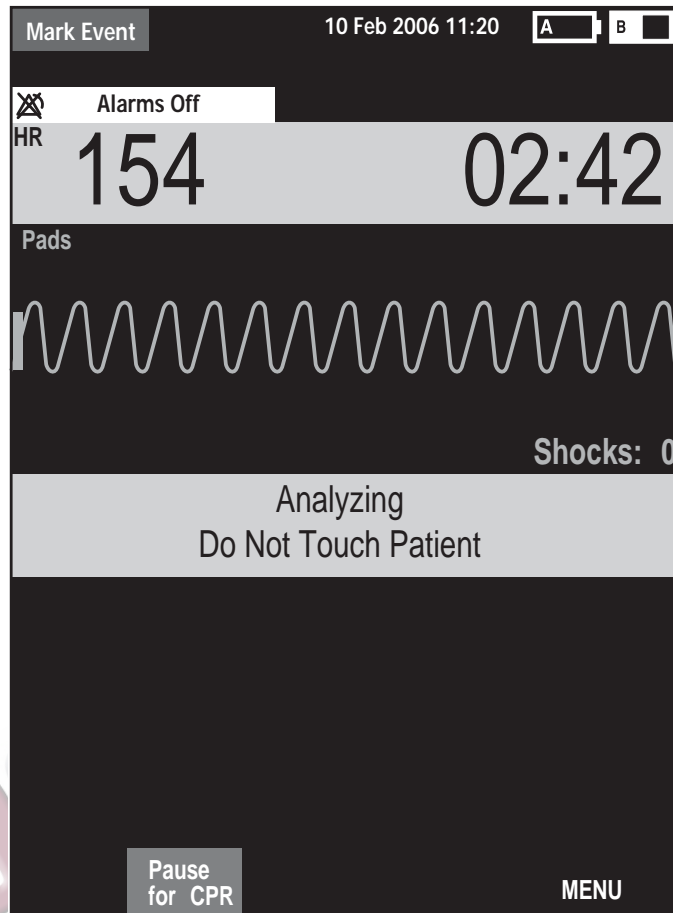 Mark Event
10 Feb 2006 11:20
A
B
Alarms Off
HR
154
02:42
Pads
Shocks: 0
Analyzing
Do Not Touch Patient
Pause
for CPR
MENU